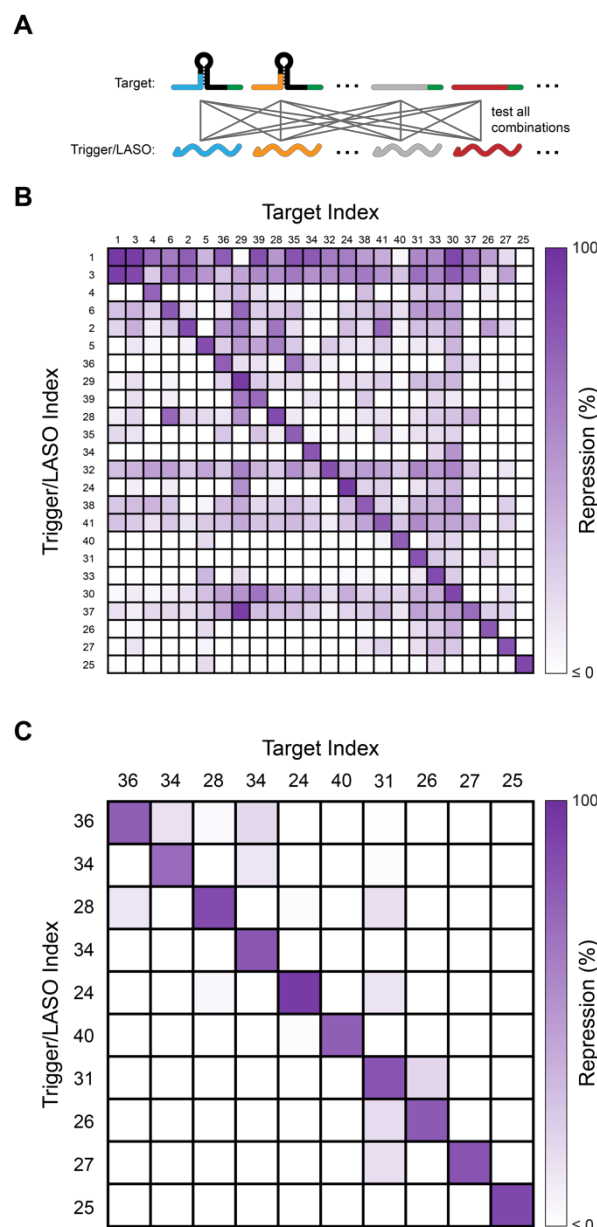 A
Target:
test all
combinations
Trigger/LASO:
B
Target Index
1 3 4 6 2 5 36 29 39 28 35 34 32 24 38 41 40 31 33 30 37 26 27 25
Trigger/LASO Index
1
3
4
6
2
5
36
29
39
28
35
34
32
24
38
41
40
31
33
30
37
26
27
25
100
Repression (%)
≤ 0
C
Target Index
36 34 28 34 24 40 31 26 27 25
Trigger/LASO Index
36
34
28
34
24
40
31
26
27
25
100
Repression (%)
≤ 0